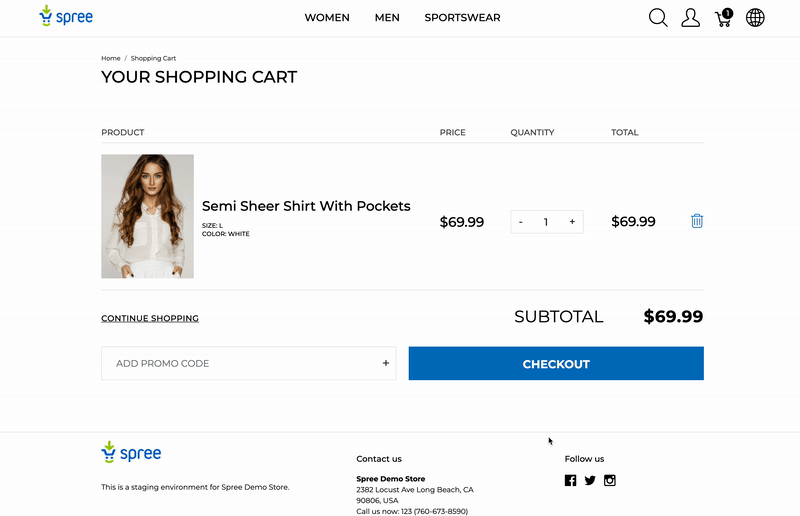 spree
WOMEN MEN SPORTSWEAR
1
Home / Shopping Cart
YOUR SHOPPING CART
PRODUCT PRICE QUANTITY TOTAL
Semi Sheer Shirt With Pockets
SIZE: L
COLOR: WHITE
$69.99 - 1 + $69.99
CONTINUE SHOPPING
SUBTOTAL $69.99
ADD PROMO CODE +
CHECKOUT
spree
This is a staging environment for Spree Demo Store.
Contact us
Spree Demo Store
2382 Locust Ave Long Beach, CA
90806, USA
Call us now: 123 (760-673-8590)
Follow us